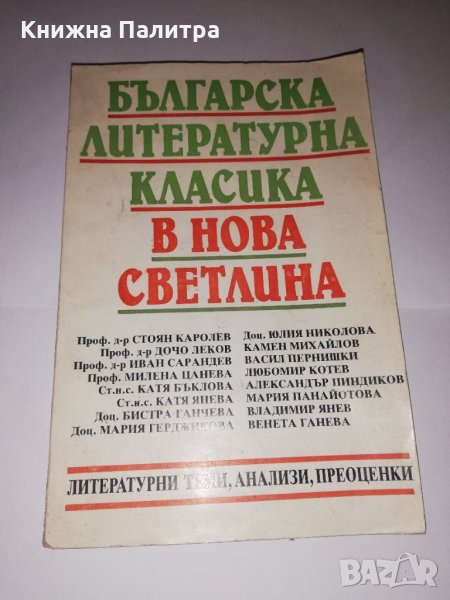 Книжна Палитра
БЪЛГАРСКА
ЛИТЕРАТУРНА
КЛАСИКА
В НОВА
СВЕТЛИНА
Проф. д-р СТОЯН КАРОЛЕВ
Проф. д-р ДОЧО ЛЕКОВ
Проф. д-р ИВАН САРАНДЕВ
Проф. МИЛЕНА ЦАНЕВА
Ст.н.с. КАТЯ БЪКЛОВА
Ст.н.с. КАТЯ ЯНЕВА
Доц. БИСТРА ГАНЧЕВА
Доц. МАРИЯ ГЕРДЖИКОВА
Доц. ЮЛИЯ НИКОЛОВА
КАМЕН МИХАЙЛОВ
ВАСИЛ ПЕРНИШКИ
ЛЮБОМИР КОТЕВ
АЛЕКСАНДЪР ПИНДИКОВ
МАРИЯ ПАНАЙОТОВА
ВЛАДИМИР ЯНЕВ
ВЕНЕТА ГАНЕВА
ЛИТЕРАТУРНИ ТЕМИ, АНАЛИЗИ, ПРЕОЦЕНКИ
BAZAR